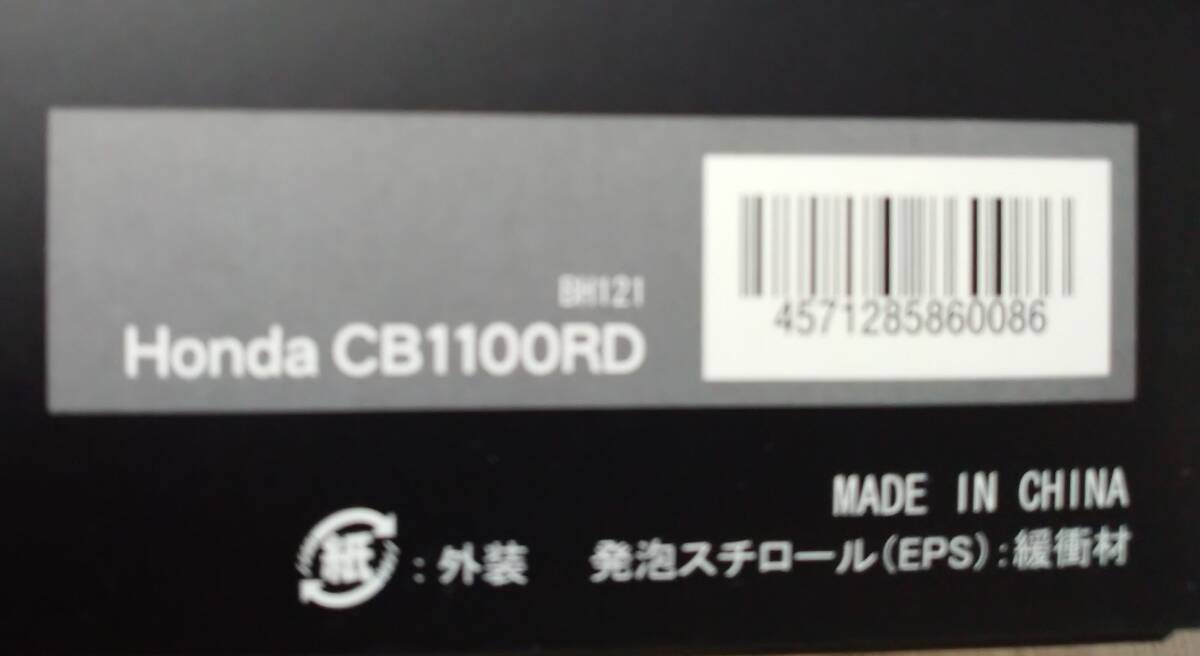 BH121
Honda CB1100RD
4571285860086
MADE IN CHINA
紙：外装 発泡スチロール(EPS)：緩衝材